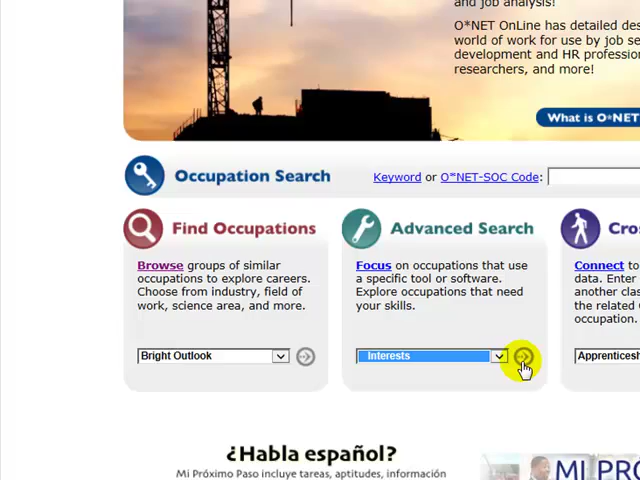 and job analysis!
O*NET OnLine has detailed des
world of work for use by job se
development and HR profession
researchers, and more!
What is O*NET
Occupation Search
Keyword or O*NET-SOC Code:
Find Occupations
Browse groups of similar
occupations to explore careers.
Choose from industry, field of
work, science area, and more.
Bright Outlook
Advanced Search
Focus on occupations that use
a specific tool or software.
Explore occupations that need
your skills.
Interests
Cros
Connect to
data. Enter
another clas
the related
occupation.
Apprentices
¿Habla español?
Mi Próximo Paso incluye tareas, aptitudes, información
MI PRÓ